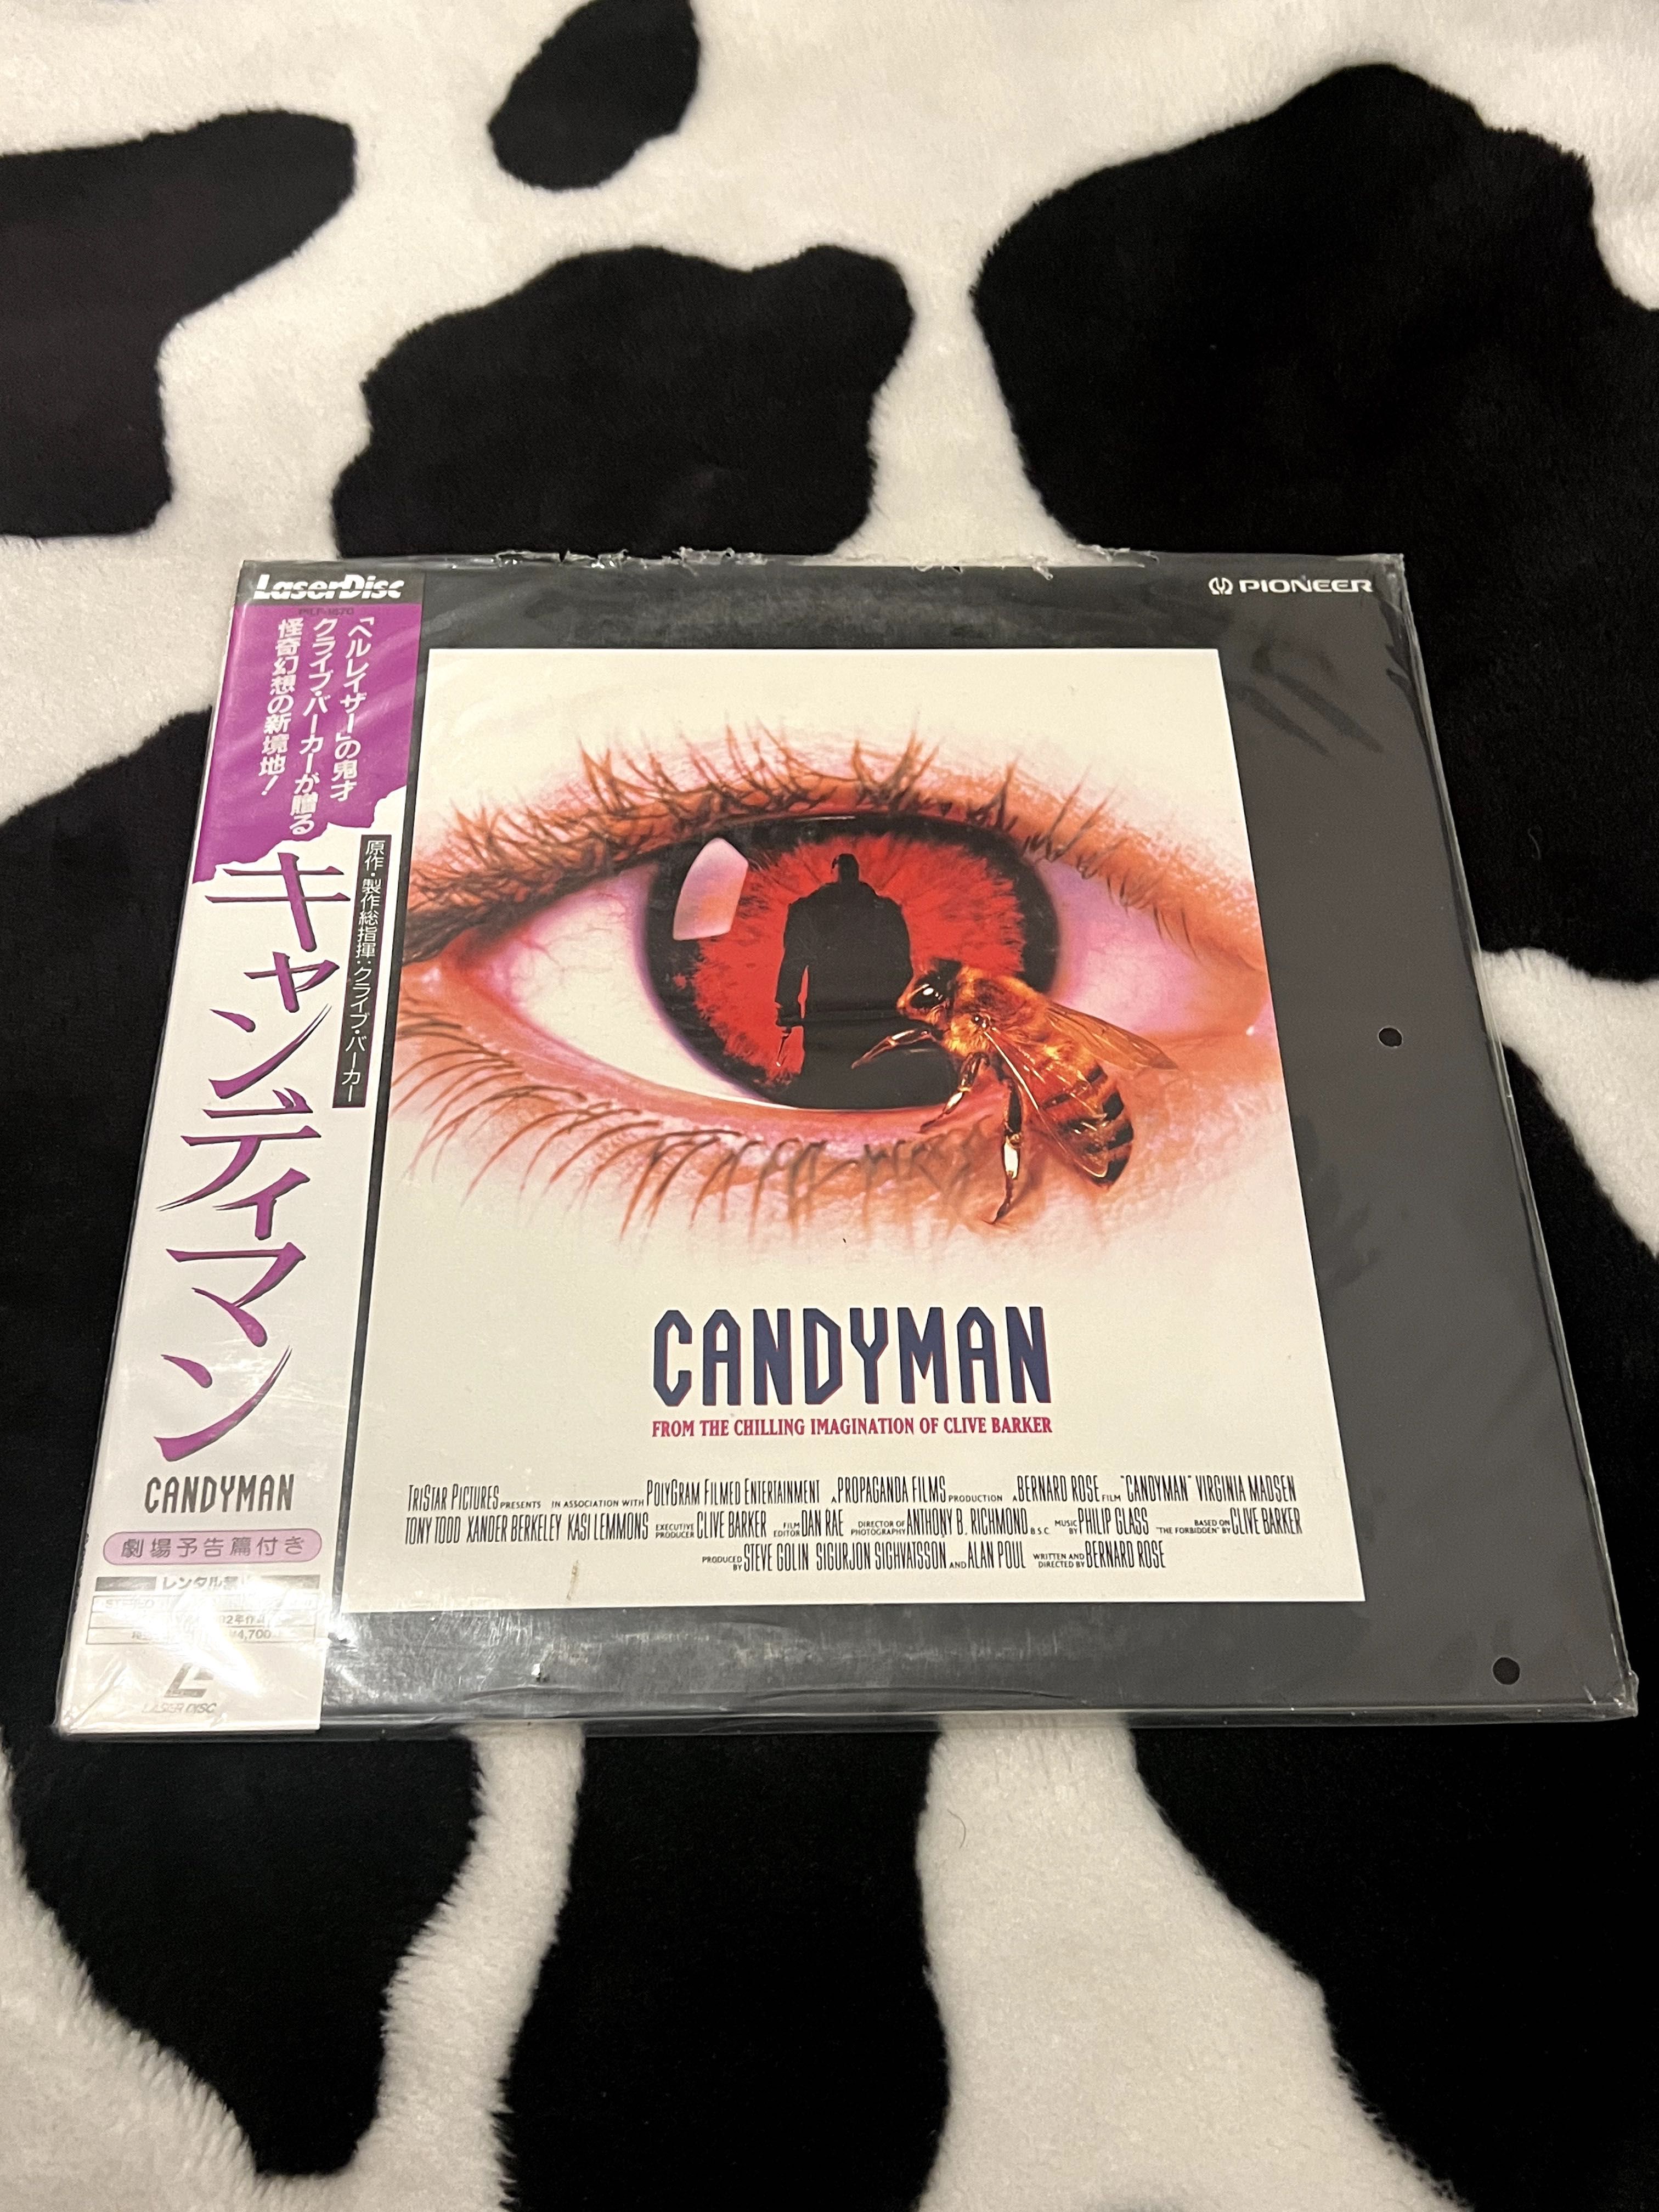 LaserDisc
PILF-1670
「ヘルレイザー」の鬼才
クライブ・バーカーが贈る
怪奇幻想の新境地!
原作・製作総指揮:クライブ・バーカー
キャンディマン
CANDYMAN
劇場予告篇付き
レンタル禁止
¥4,700
LASER DISC
PIONEER
CANDYMAN
FROM THE CHILLING IMAGINATION OF CLIVE BARKER
TRISTAR PICTURES PRESENTS IN ASSOCIATION WITH POLYGRAM FILMED ENTERTAINMENT A PROPAGANDA FILMS PRODUCTION A BERNARD ROSE FILM "CANDYMAN" VIRGINIA MADSEN
TONY TODD XANDER BERKELEY KASI LEMMONS EXECUTIVE PRODUCER CLIVE BARKER FILM EDITOR DAN RAE DIRECTOR OF PHOTOGRAPHY ANTHONY B. RICHMOND B.S.C. MUSIC BY PHILIP GLASS BASED ON "THE FORBIDDEN" BY CLIVE BARKER
PRODUCED BY STEVE GOLIN SIGURJON SIGHVATSSON AND ALAN POUL WRITTEN AND DIRECTED BY BERNARD ROSE